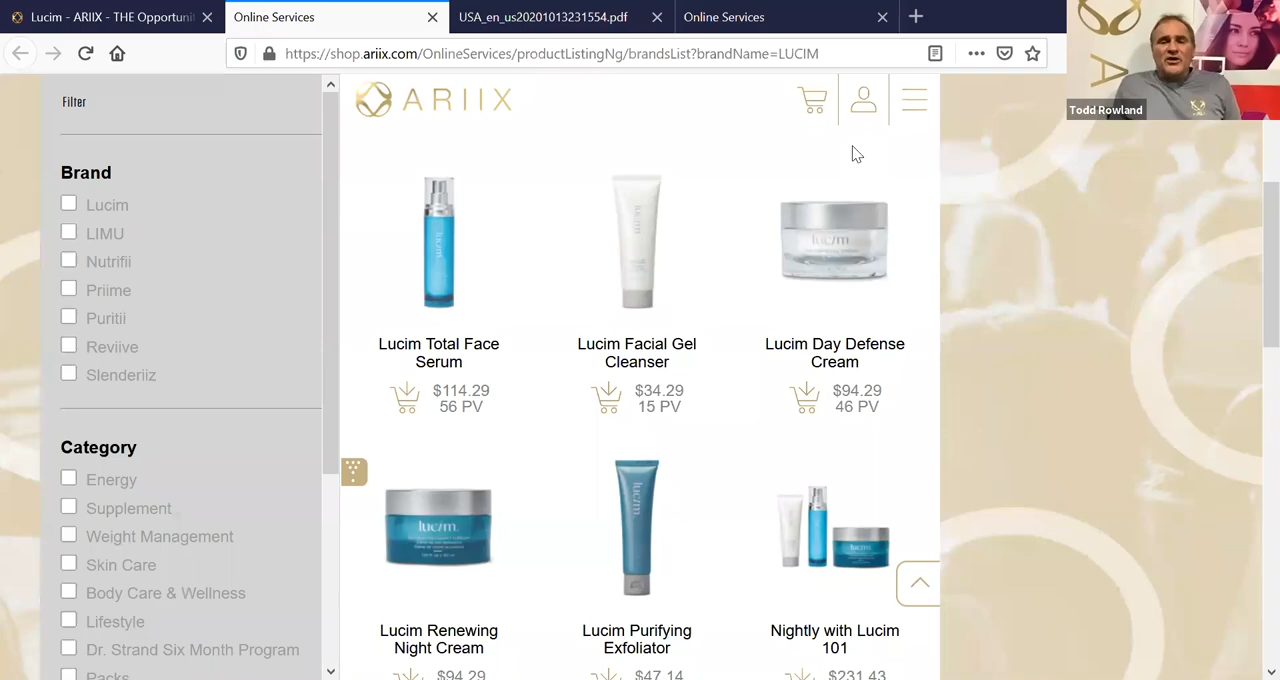 Lucim - ARIIX - THE Opportunit
Online Services
USA_en_us20201013231554.pdf
Online Services
https://shop.ariix.com/OnlineServices/productListingNg/brandsList?brandName=LUCIM
Todd Rowland
Filter
Brand
Lucim
LIMU
Nutrifii
Priime
Puritii
Reviive
Slenderiiz
Category
Energy
Supplement
Weight Management
Skin Care
Body Care & Wellness
Lifestyle
Dr. Strand Six Month Program
Packs
ARIIX
Lucim Total Face
Serum
$114.29
56 PV
Lucim Facial Gel
Cleanser
$34.29
15 PV
Lucim Day Defense
Cream
$94.29
46 PV
lucim.
Lucim Renewing
Night Cream
$94.29
lucim.
Lucim Purifying
Exfoliator
$47.14
Nightly with Lucim
101
$231.43